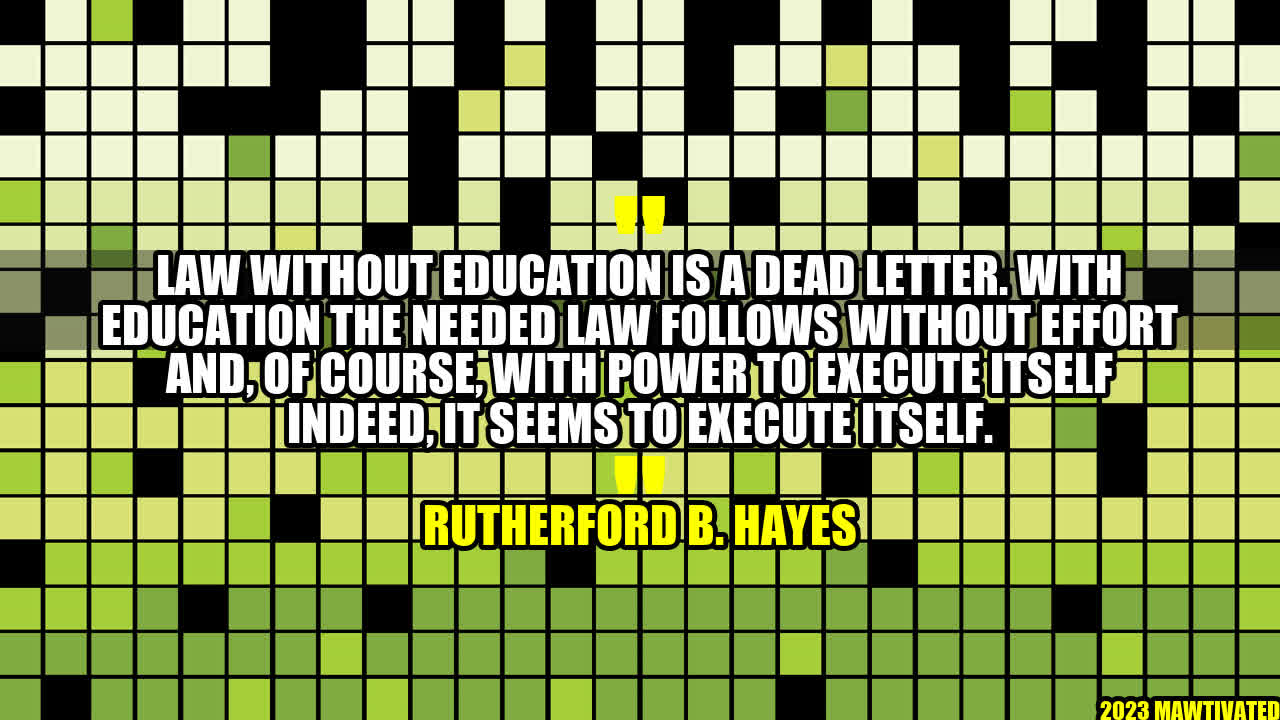 "
LAW WITHOUT EDUCATION IS A DEAD LETTER. WITH
EDUCATION THE NEEDED LAW FOLLOWS WITHOUT EFFORT
AND, OF COURSE, WITH POWER TO EXECUTE ITSELF
INDEED, IT SEEMS TO EXECUTE ITSELF.
"
RUTHERFORD B. HAYES
2023 MAWTIVATED